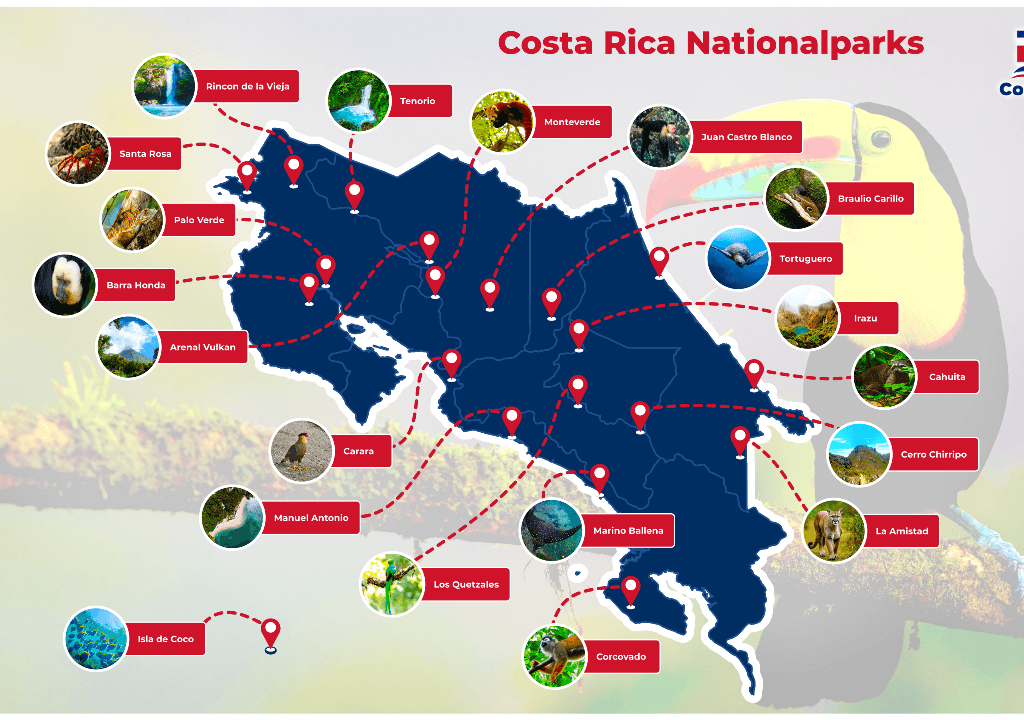 Costa Rica Nationalparks
Co
Rincon de la Vieja
Tenorio
Monteverde
Juan Castro Blanco
Santa Rosa
Braulio Carillo
Palo Verde
Tortuguero
Barra Honda
Irazu
Arenal Vulkan
Cahuita
Carara
Cerro Chirripo
Manuel Antonio
Marino Ballena
La Amistad
Los Quetzales
Isla de Coco
Corcovado